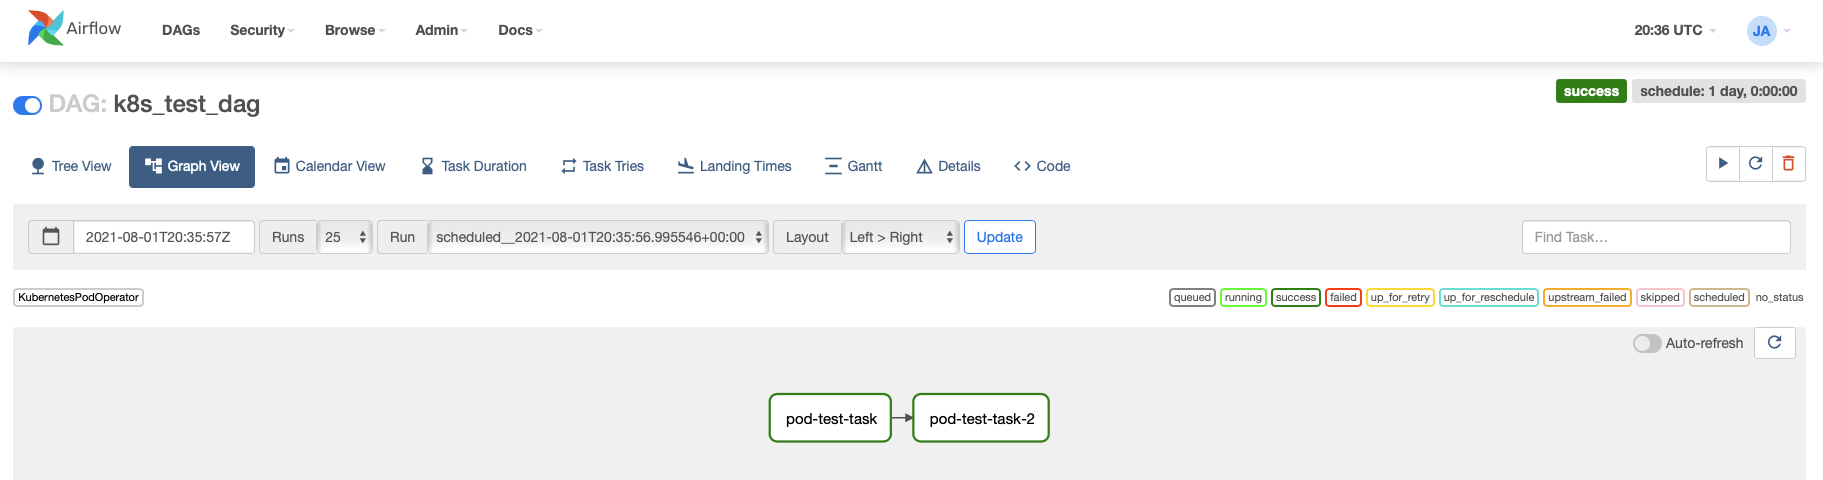 Airflow DAGs Security Browse Admin Docs 20:36 UTC JA
DAG: k8s_test_dag success schedule: 1 day, 0:00:00
Tree View Graph View Calendar View Task Duration Task Tries Landing Times Gantt Details Code
2021-08-01T20:35:57Z Runs 25 Run scheduled__2021-08-01T20:35:56.995546+00:00 Layout Left > Right Update Find Task...
KubernetesPodOperator queued running success failed up_for_retry up_for_reschedule upstream_failed skipped scheduled no_status
Auto-refresh
pod-test-task pod-test-task-2